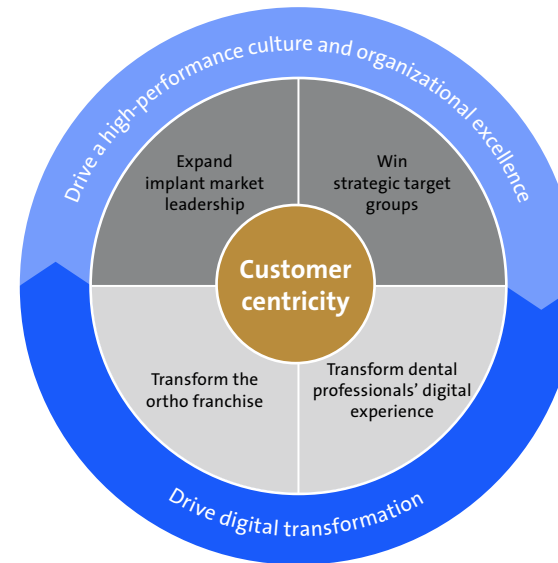 Drive a high-performance culture and organizational excellence
Expand
implant market
leadership
Win
strategic target
groups
Customer
centricity
Transform the
ortho franchise
Transform dental
professionals’ digital
experience
Drive digital transformation